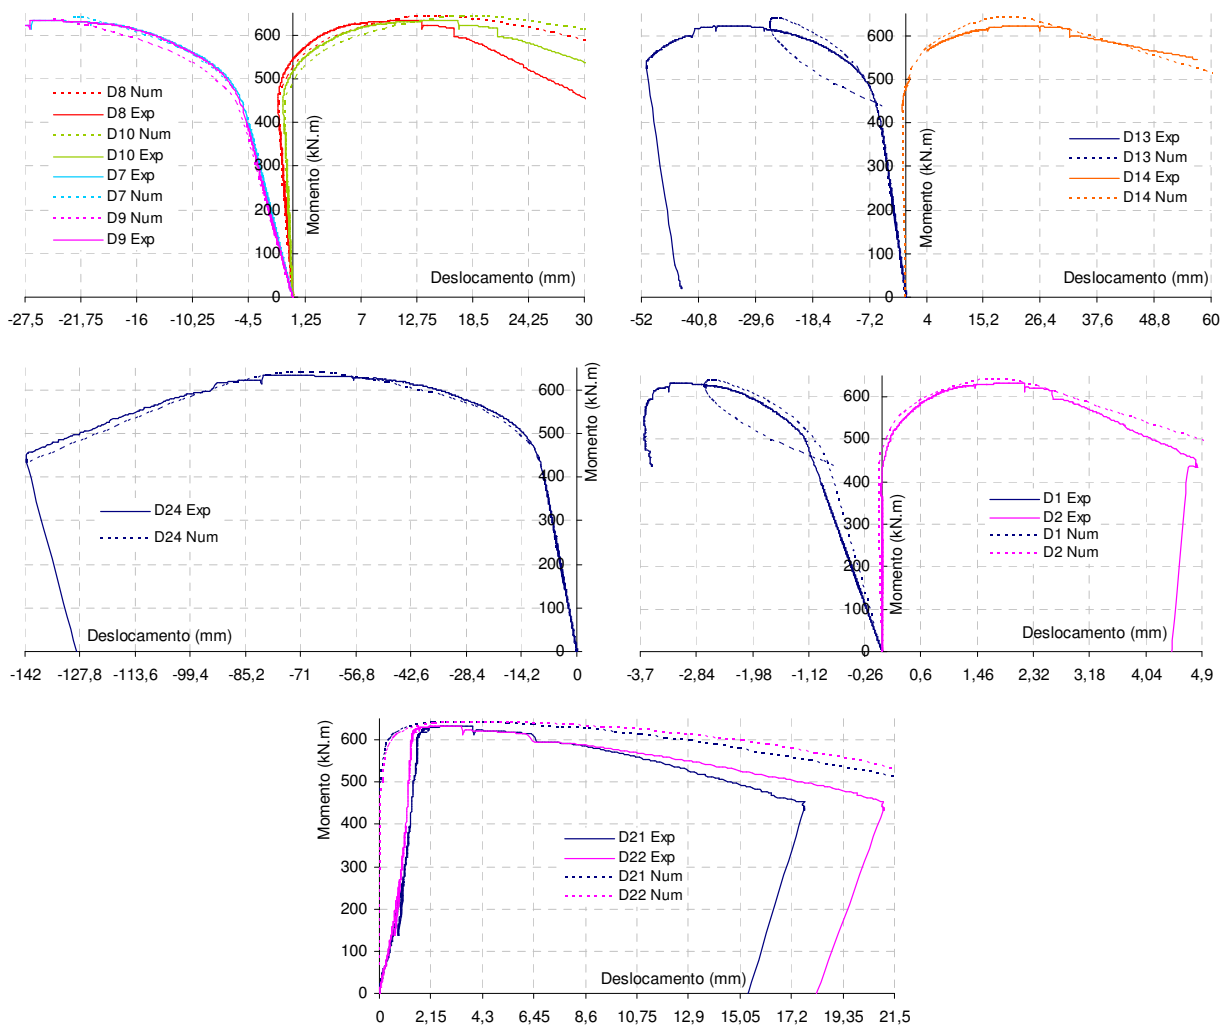 600
500
400
300
200
100
0
Momento (kN.m)
D8 Num
D8 Exp
D10 Num
D10 Exp
D7 Exp
D7 Num
D9 Num
D9 Exp
Deslocamento (mm)
-27,5 -21,75 -16 -10,25 -4,5 1,25 7 12,75 18,5 24,25 30
600
500
400
300
200
100
0
Momento (kN.m)
D13 Exp
D13 Num
D14 Exp
D14 Num
Deslocamento (mm)
-52 -40,8 -29,6 -18,4 -7,2 4 15,2 26,4 37,6 48,8 60
600
500
400
300
200
100
0
Momento (kN.m)
D24 Exp
D24 Num
Deslocamento (mm)
-142 -127,8 -113,6 -99,4 -85,2 -71 -56,8 -42,6 -28,4 -14,2 0
600
500
400
300
200
100
0
Momento (kN.m)
D1 Exp
D2 Exp
D1 Num
D2 Num
Deslocamento (mm)
-3,7 -2,84 -1,98 -1,12 -0,26 0,6 1,46 2,32 3,18 4,04 4,9
Momento (kN.m)
600
500
400
300
200
100
0
D21 Exp
D22 Exp
D21 Num
D22 Num
Deslocamento (mm)
0 2,15 4,3 6,45 8,6 10,75 12,9 15,05 17,2 19,35 21,5